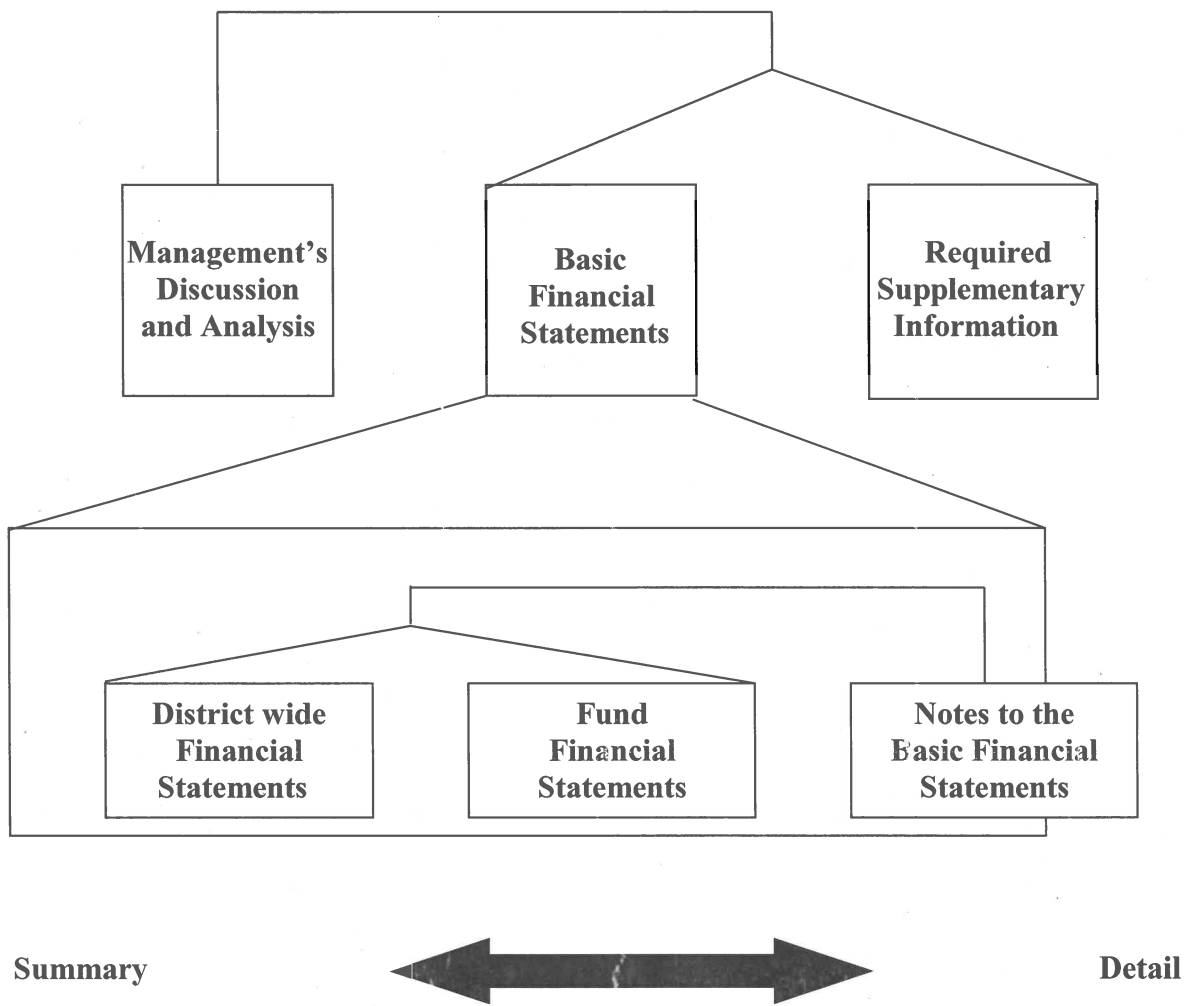 Management's
Discussion
and Analysis
Basic
Financial
Statements
Required
Supplementary
Information
District wide
Financial
Statements
Fund
Financial
Statements
Notes to the
Basic Financial
Statements
Summary
Detail